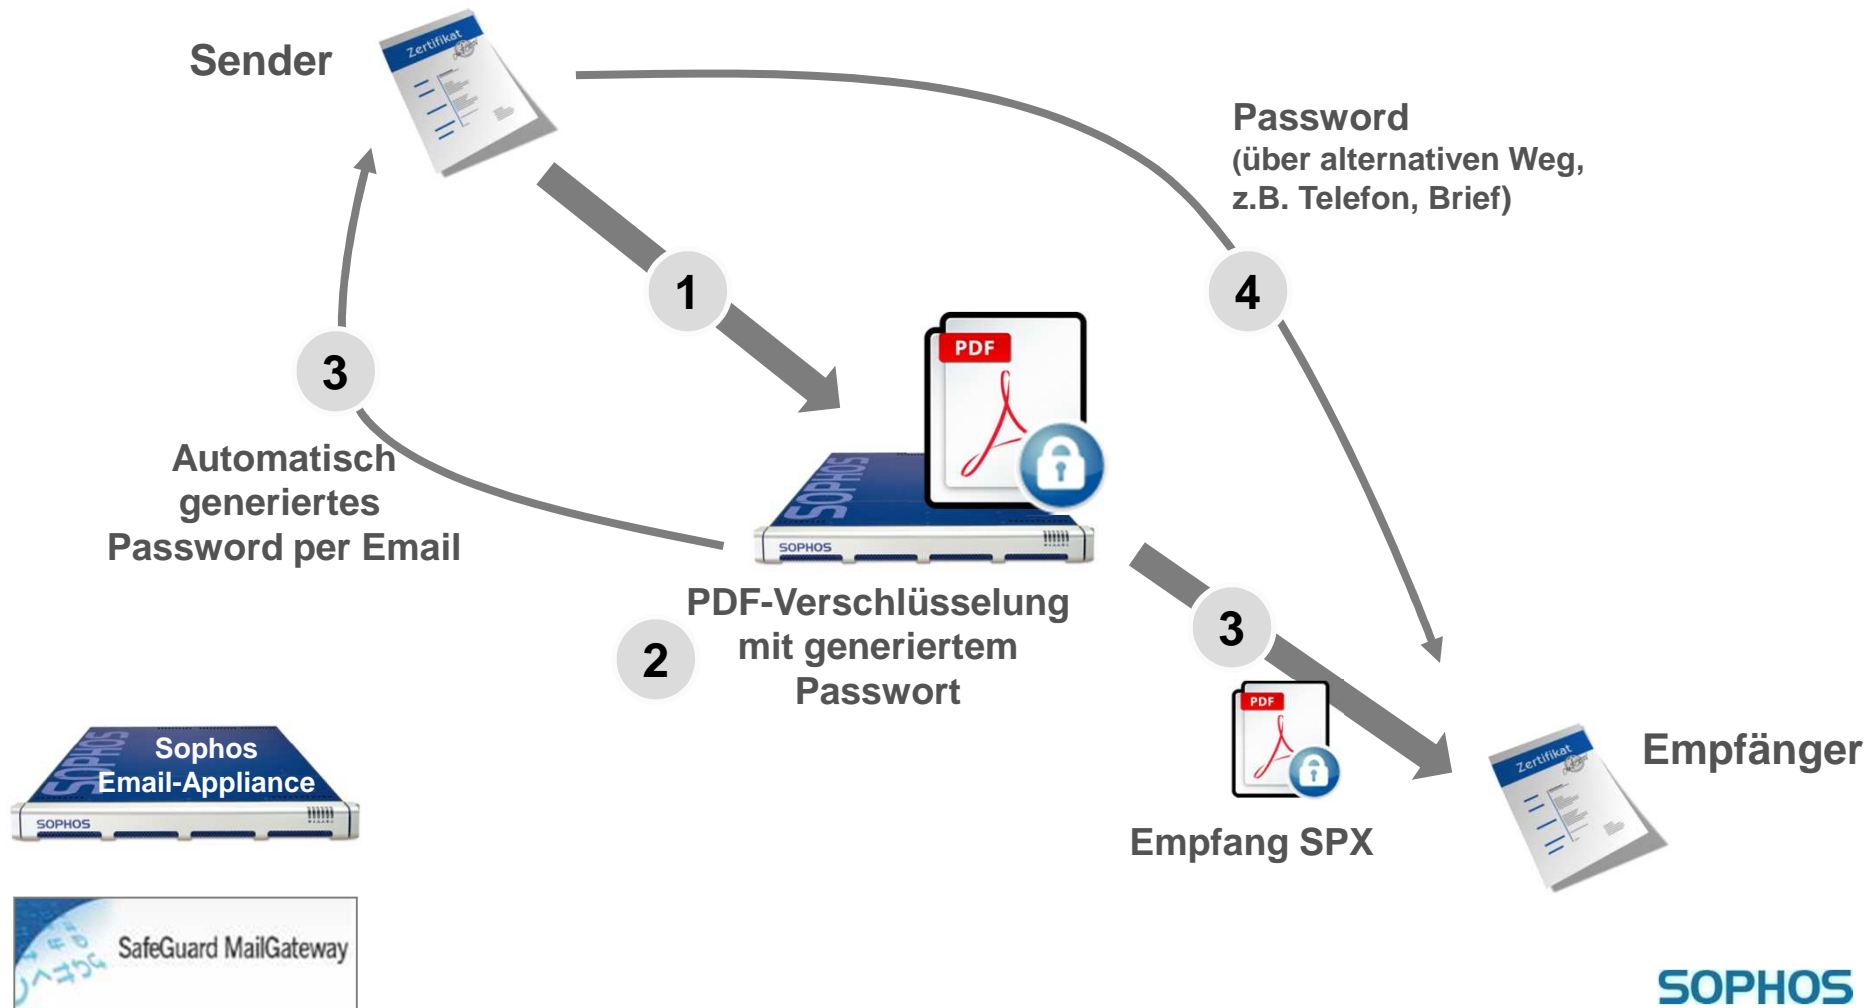 Sender
Zertifikat
Password
(über alternativen Weg,
z.B. Telefon, Brief)
1
4
3
PDF
Automatisch
generiertes
Password per Email
SOPHOS
SOPHOS
PDF-Verschlüsselung
mit generiertem
Passwort
2
3
PDF
Sophos
Email-Appliance
SOPHOS
SOPHOS
Zertifikat
Empfänger
Empfang SPX
SafeGuard MailGateway
SOPHOS